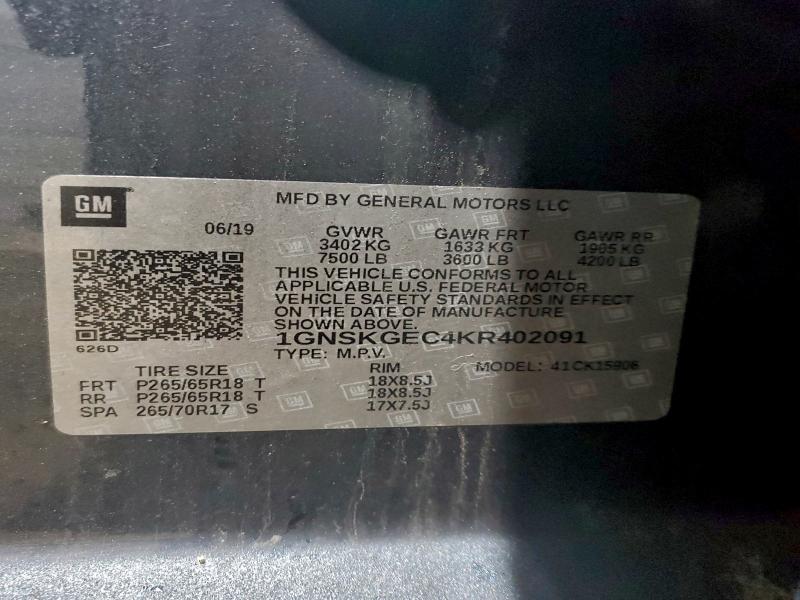 GM
MFD BY GENERAL MOTORS LLC
06/19
GVWR GAWR FRT GAWR RR
3402 KG 1633 KG 1905 KG
7500 LB 3600 LB 4200 LB
THIS VEHICLE CONFORMS TO ALL
APPLICABLE U.S. FEDERAL MOTOR
VEHICLE SAFETY STANDARDS IN EFFECT
ON THE DATE OF MANUFACTURE
SHOWN ABOVE.
1GNSKGEC4KR402091
626D
TYPE: M.P.V. MODEL: 41CK15906
TIRE SIZE RIM
FRT P265/65R18 T 18X8.5J
RR P265/65R18 T 18X8.5J
SPA 265/70R17 S 17X7.5J